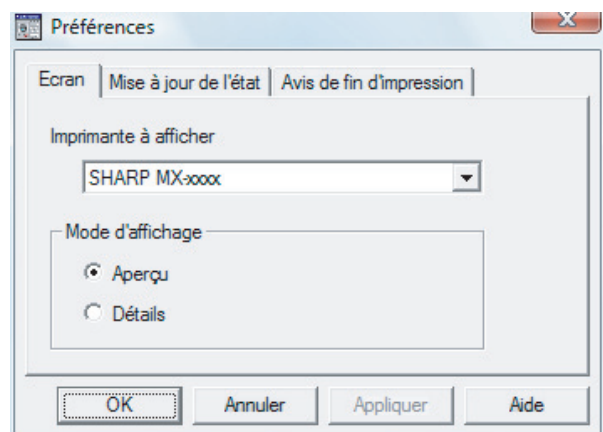 Préférences
Ecran Mise à jour de l'état Avis de fin d'impression
Imprimante à afficher
SHARP MX-xxxx
Mode d'affichage
Aperçu
Détails
OK Annuler Appliquer Aide